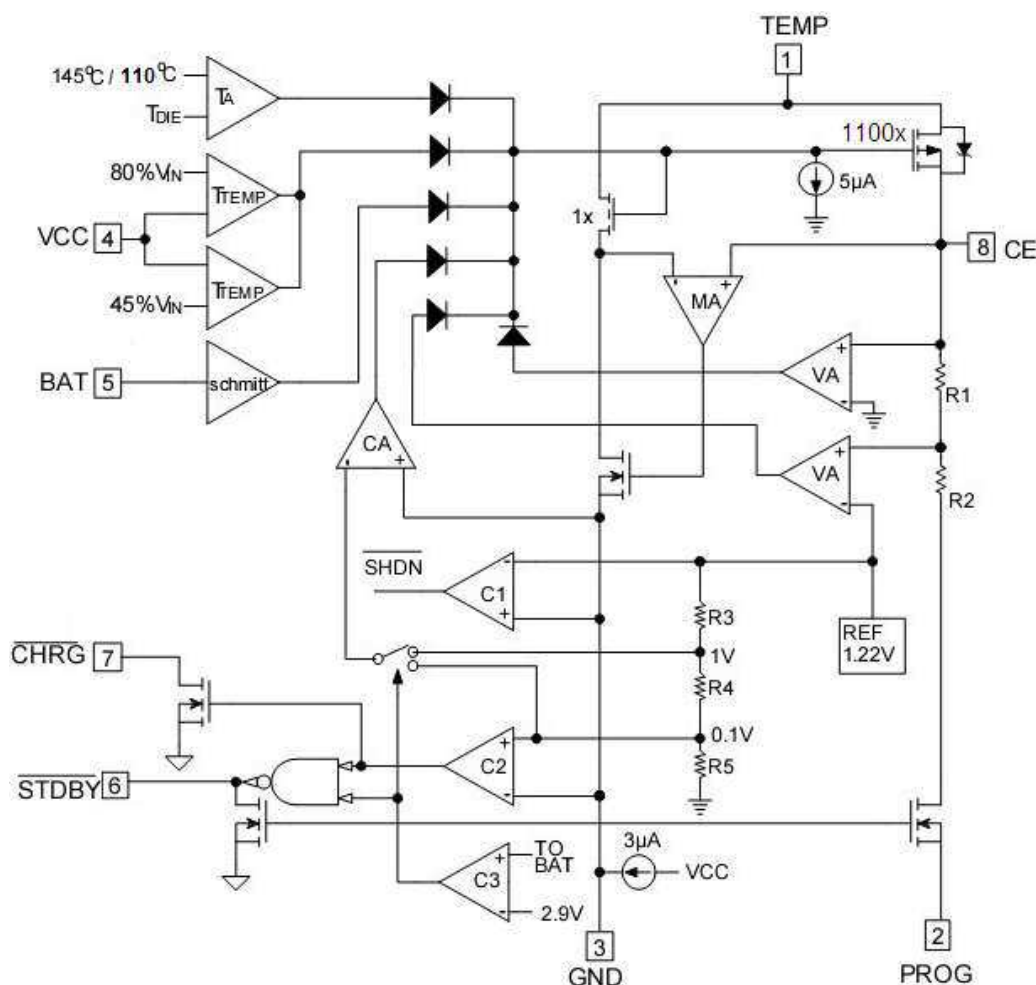 TEMP
1
145°C / 110°C
TDIE
TA
1100x
80%VIN
TTEMP
5µA
1x
VCC 4
8 CE
TTEMP
MA
45%VIN
BAT 5
schmitt
VA
R1
CA
VA
R2
SHDN
C1
R3
REF
1.22V
CHRG 7
1V
R4
0.1V
C2
R5
STDBY 6
3µA
TO
BAT
C3
VCC
2.9V
3
GND
2
PROG